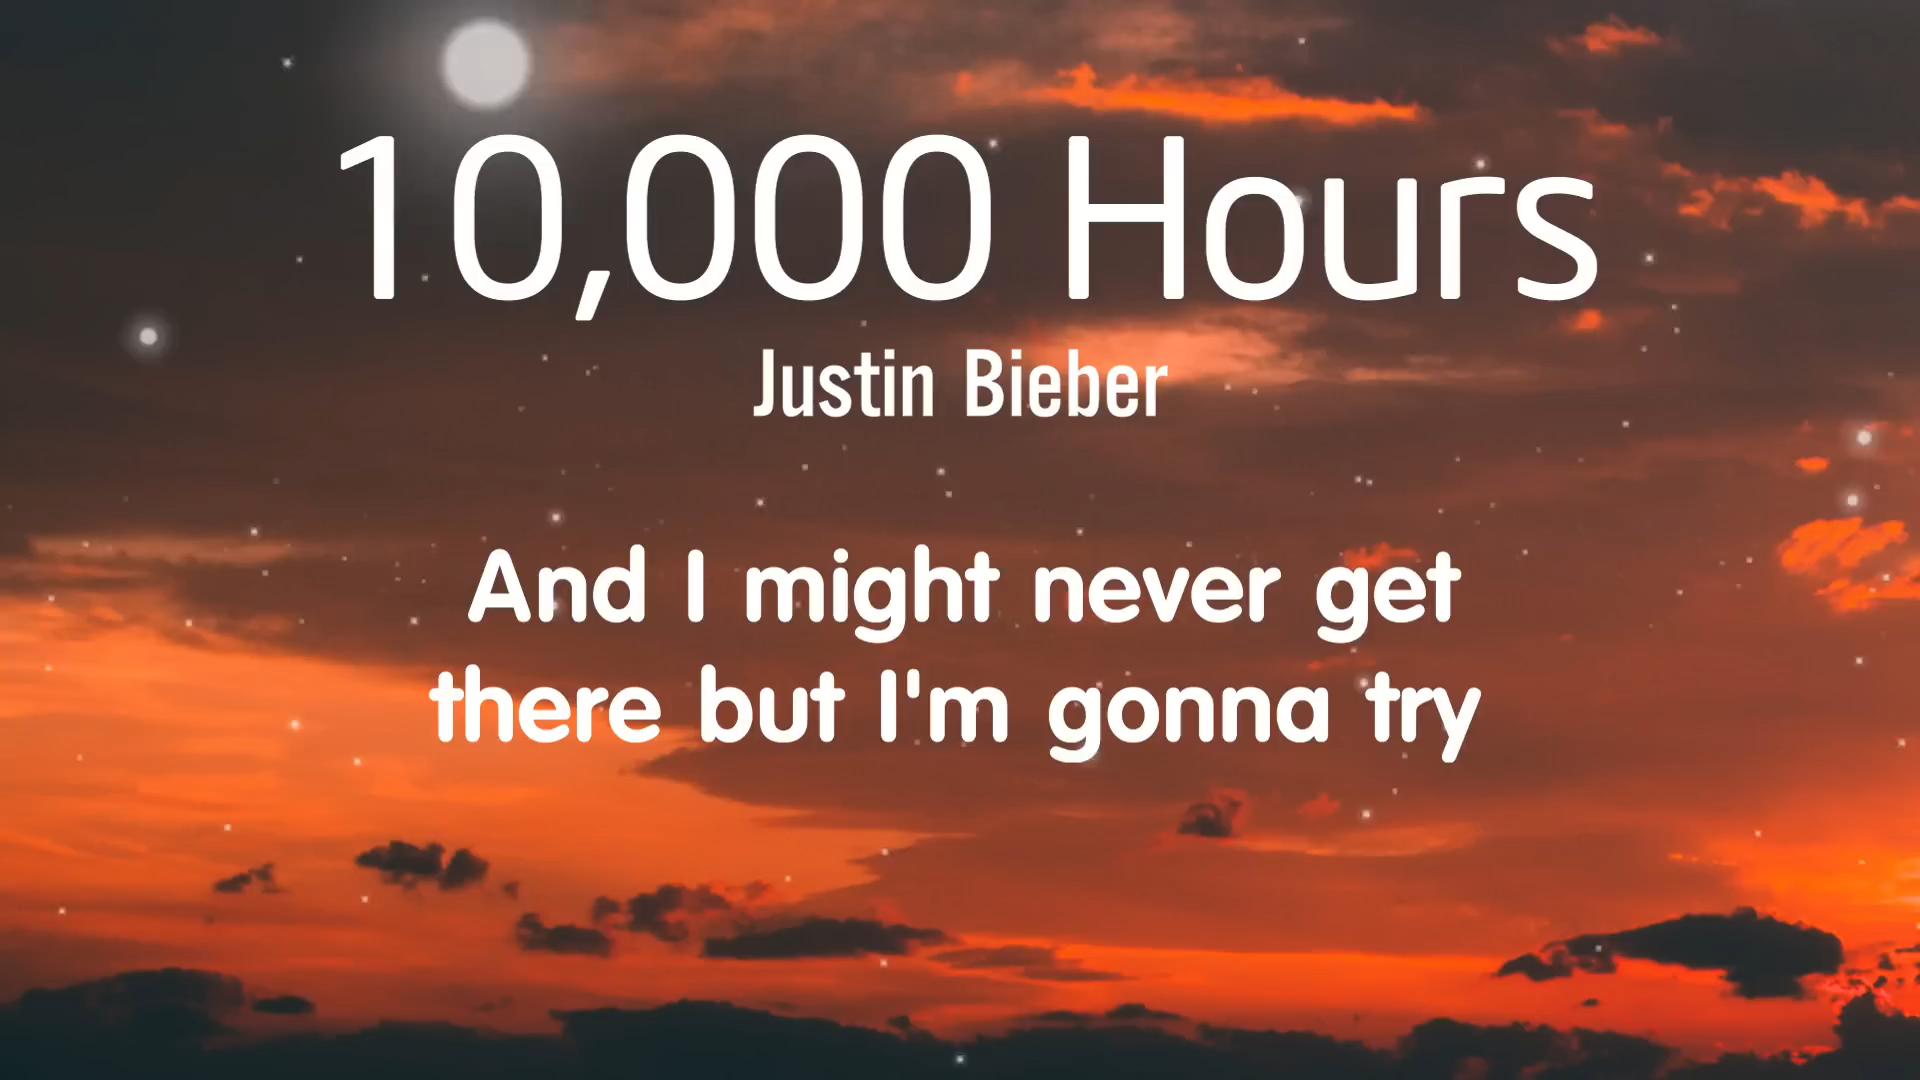 10,000 Hours
Justin Bieber
And I might never get
there but I'm gonna try